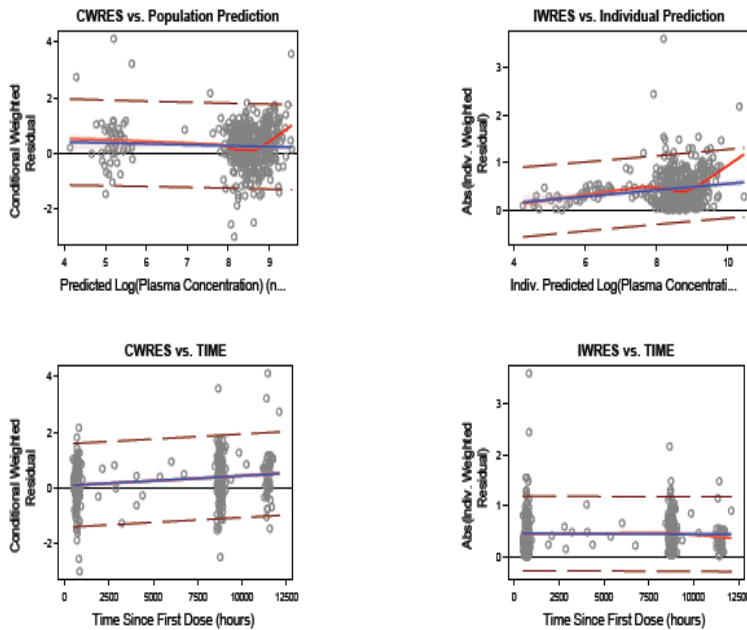 CWRES vs. Population Prediction
Conditional Weighted
Residual
4
2
0
-2
4
5
6
7
8
9
Predicted Log(Plasma Concentration) (n...
IWRES vs. Individual Prediction
Abs(Indiv. Weighted
Residual)
3
2
1
0
4
6
8
10
Indiv. Predicted Log(Plasma Concentrati...
CWRES vs. TIME
Conditional Weighted
Residual
4
2
0
-2
0
2500
5000
7500
10000
12500
Time Since First Dose (hours)
IWRES vs. TIME
Abs(Indiv. Weighted
Residual)
3
2
1
0
0
2500
5000
7500
10000
12500
Time Since First Dose (hours)